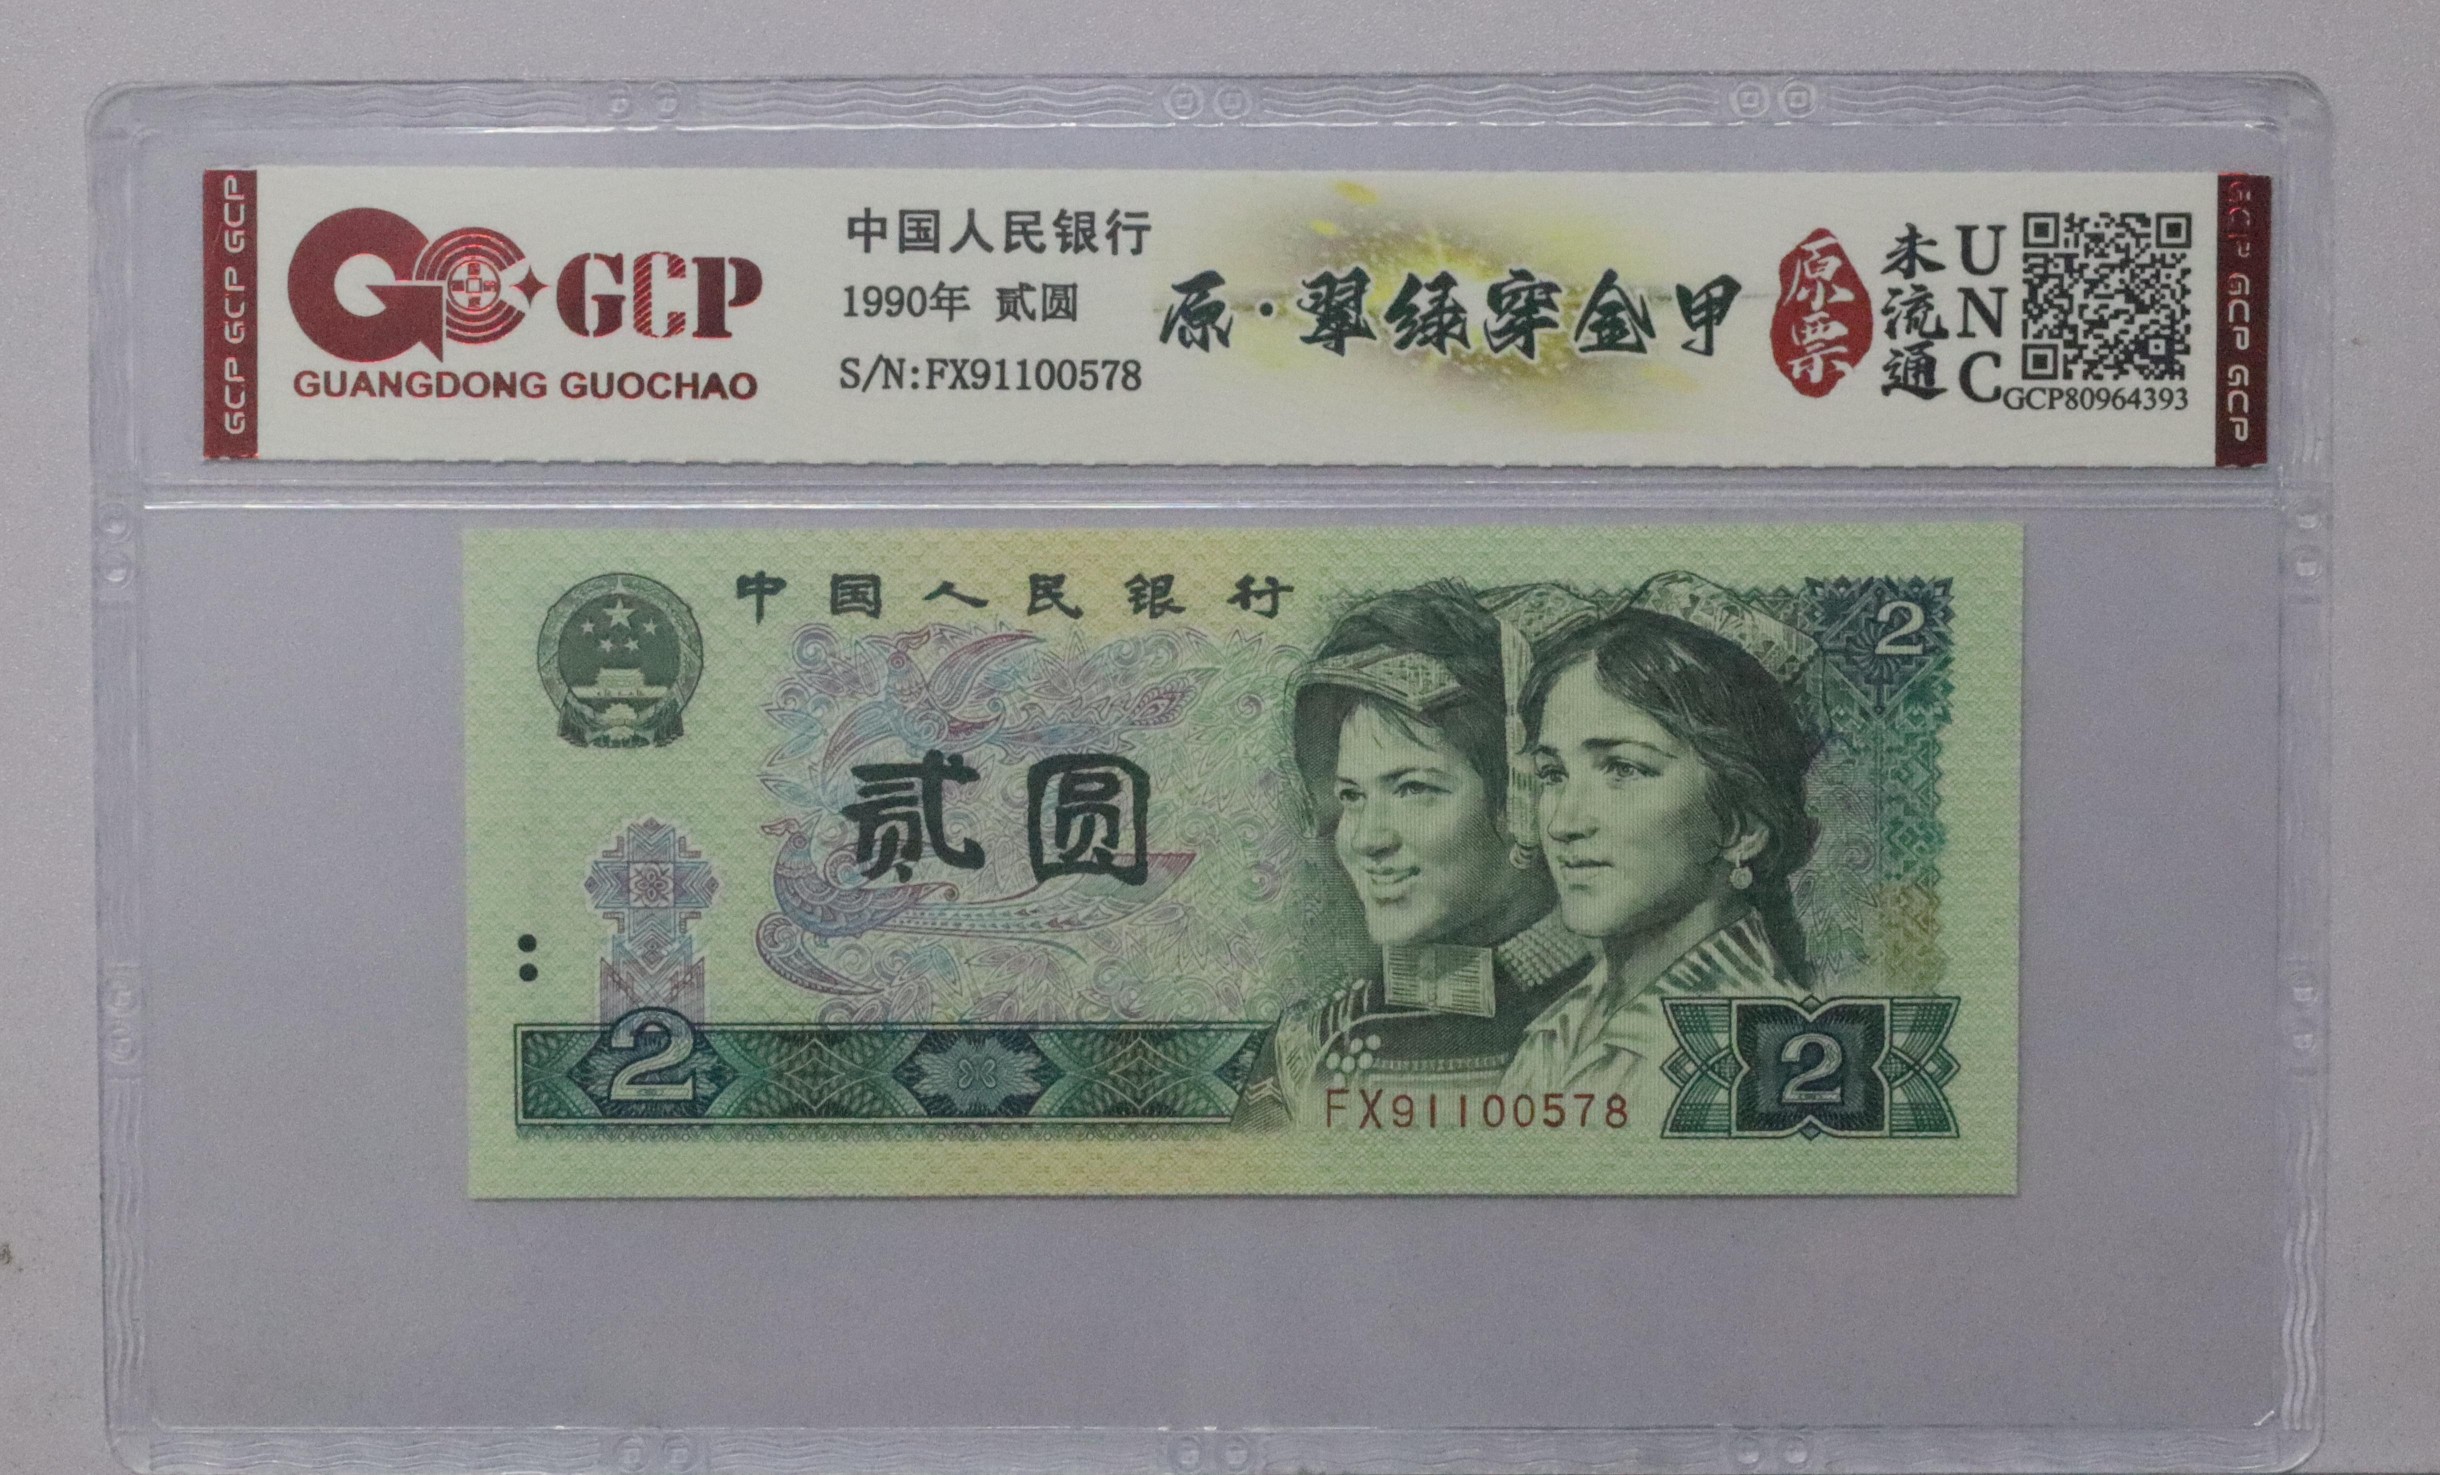 GCP GCP GCP GCP
GCP
GUANGDONG GUOCHAO
中国人民银行
1990年 贰圆
S/N:FX91100578
原·翠绿穿金甲
原票
未流通
UNC
GCP80964393
GCP GCP GCP GCP
中国人民银行
2
贰圆
2
FX91100578
2